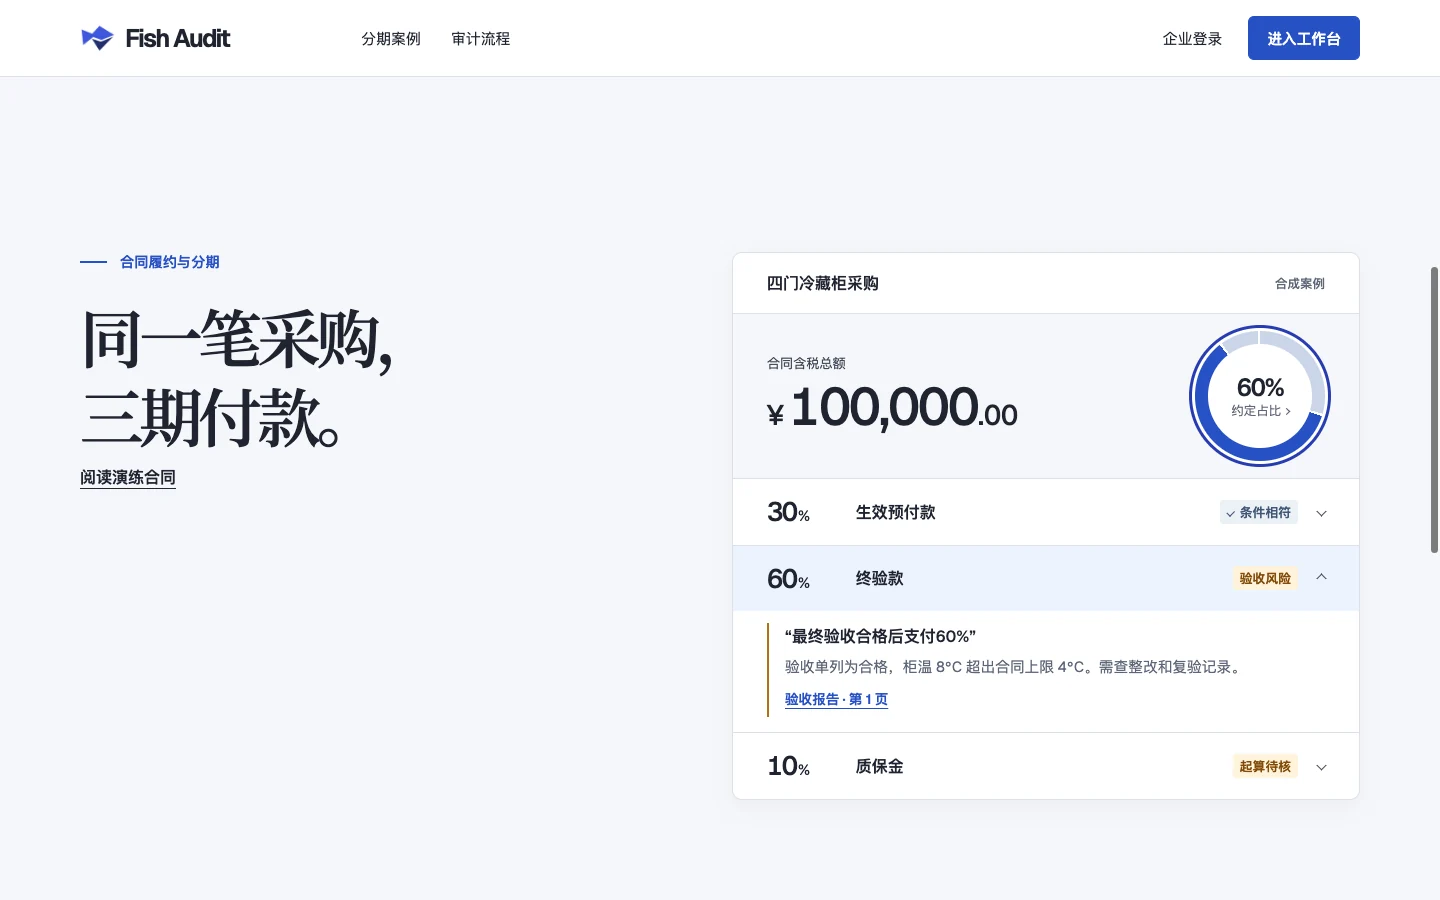 Fish Audit
分期案例
审计流程
企业登录
进入工作台
合同履约与分期
同一笔采购，
三期付款。
阅读演练合同
四门冷藏柜采购
合成案例
合同含税总额
¥ 100,000.00
60%
约定占比 ›
30%
生效预付款
✓ 条件相符
60%
终验款
验收风险
“最终验收合格后支付60%”
验收单列为合格，柜温 8°C 超出合同上限 4°C。需查整改和复验记录。
验收报告 · 第 1 页
10%
质保金
起算待核